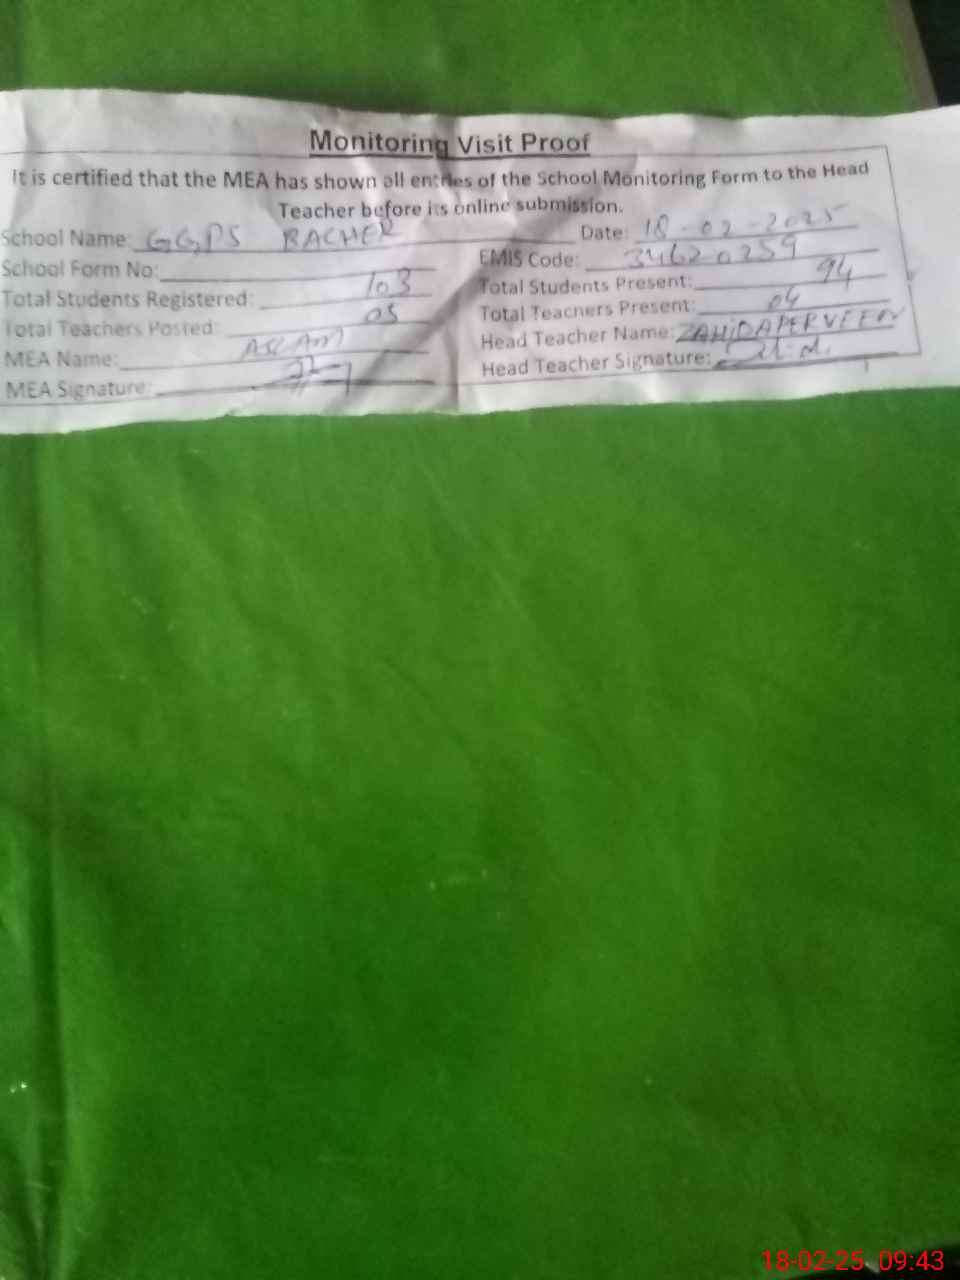 Monitoring Visit Proof
It is certified that the MEA has shown all entries of the School Monitoring Form to the Head
Teacher before its online submission.
School Name: GGPS RACHER Date: 18-02-2025
School Form No: EMIS Code: 34620259
Total Students Registered: 103 Total Students Present: 94
Total Teachers Posted: 05 Total Teachers Present: 04
MEA Name: ASLAM Head Teacher Name: ZAHIDA PERVEEN
MEA Signature: Head Teacher Signature:
18-02-25 09:43